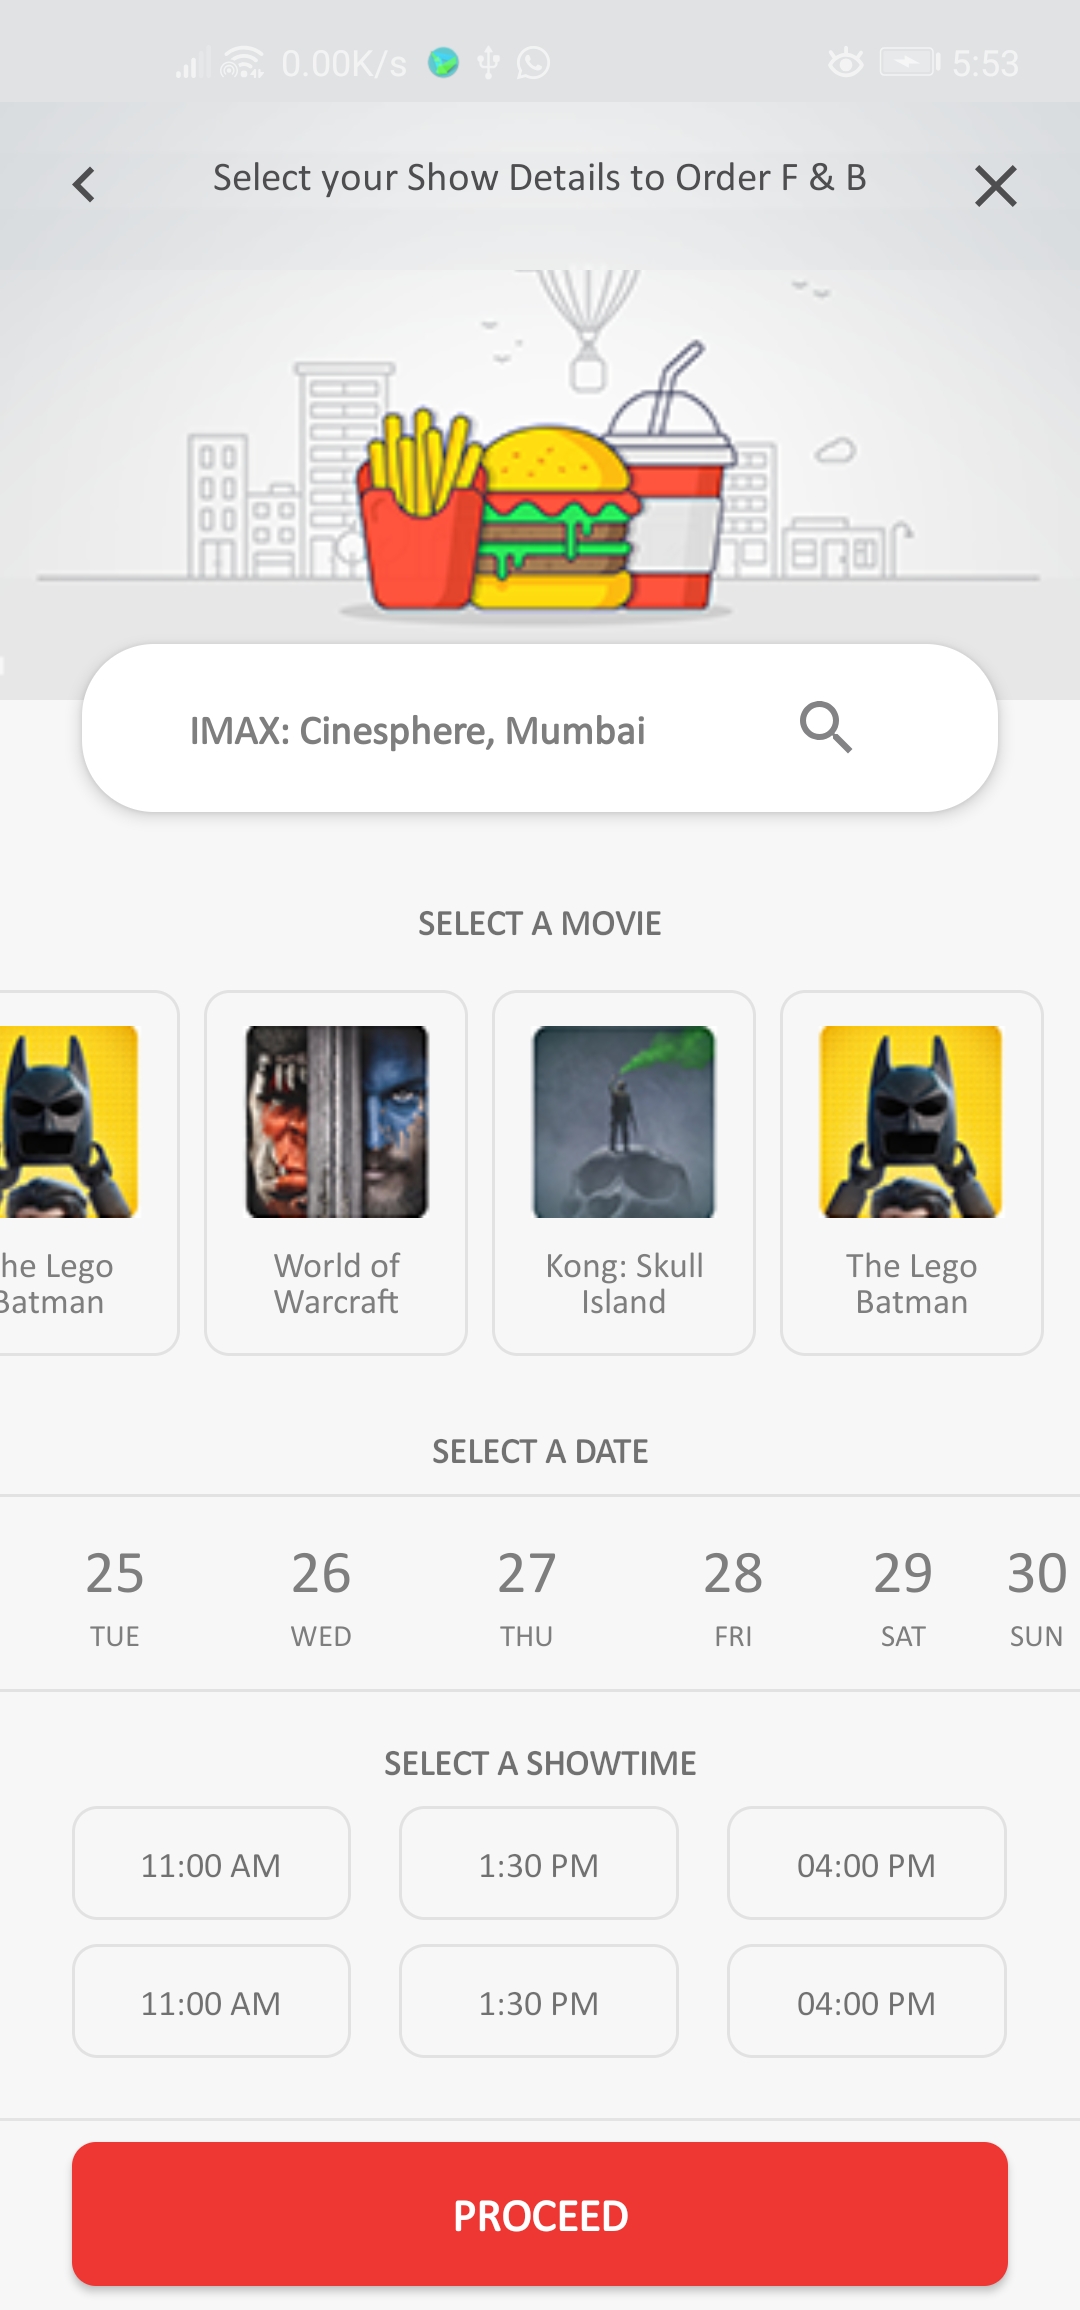 0.00K/s 5:53
Select your Show Details to Order F & B
IMAX: Cinesphere, Mumbai
SELECT A MOVIE
he Lego
Batman
World of
Warcraft
Kong: Skull
Island
The Lego
Batman
SELECT A DATE
25 26 27 28 29 30
TUE WED THU FRI SAT SUN
SELECT A SHOWTIME
11:00 AM 1:30 PM 04:00 PM
11:00 AM 1:30 PM 04:00 PM
PROCEED